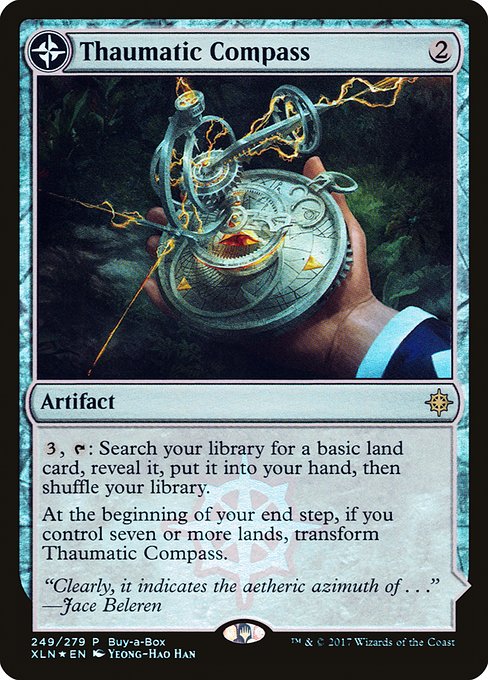 Thaumatic Compass 2
Artifact
3, T: Search your library for a basic land
card, reveal it, put it into your hand, then
shuffle your library.
At the beginning of your end step, if you
control seven or more lands, transform
Thaumatic Compass.
“Clearly, it indicates the aetheric azimuth of . . .”
—Jace Beleren
249/279 P Buy-a-Box
XLN★EN Yeong-Hao Han
™ & © 2017 Wizards of the Coast